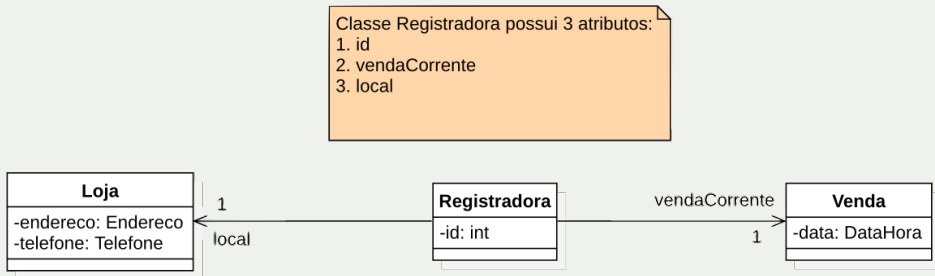 Classe Registradora possui 3 atributos:
1. id
2. vendaCorrente
3. local
Loja
-endereco: Endereco
-telefone: Telefone
1
local
Registradora
-id: int
vendaCorrente
1
Venda
-data: DataHora